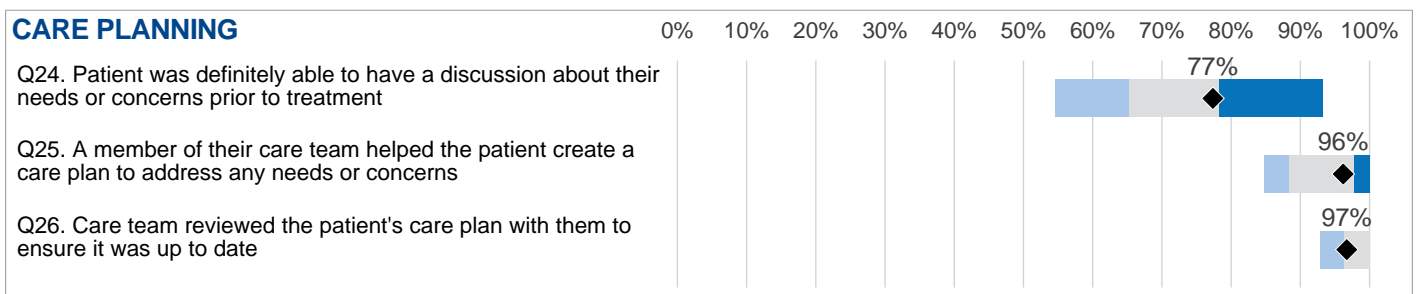 CARE PLANNING
0% 10% 20% 30% 40% 50% 60% 70% 80% 90% 100%
Q24. Patient was definitely able to have a discussion about their
needs or concerns prior to treatment
77%
Q25. A member of their care team helped the patient create a
care plan to address any needs or concerns
96%
Q26. Care team reviewed the patient's care plan with them to
ensure it was up to date
97%